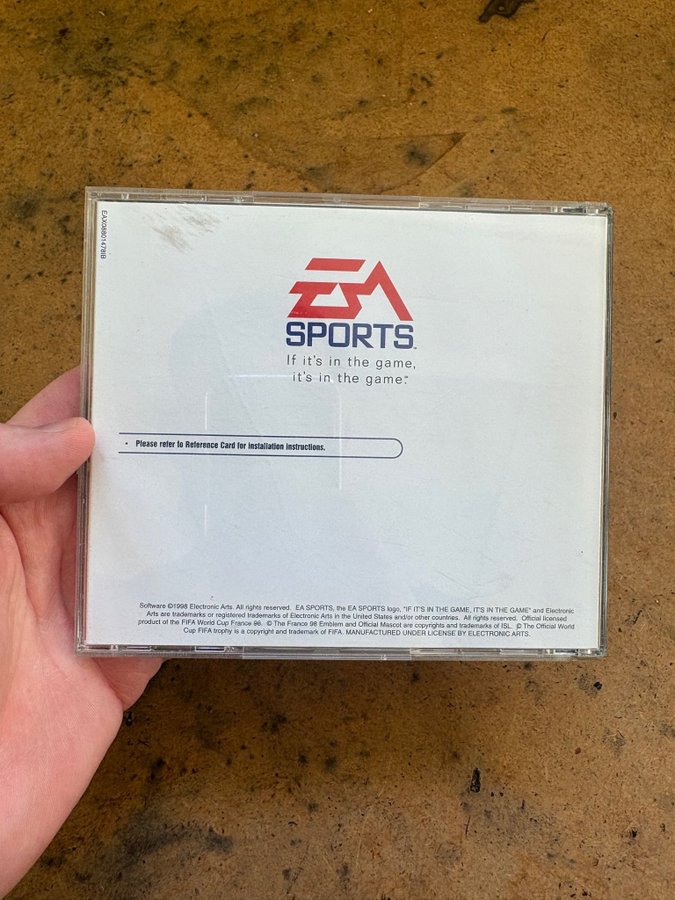 EAX08801478IB
EA
SPORTS™
If it's in the game,
it's in the game.™
• Please refer to Reference Card for installation instructions.
Software ©1998 Electronic Arts. All rights reserved. EA SPORTS, the EA SPORTS logo, "IF IT'S IN THE GAME, IT'S IN THE GAME" and Electronic
Arts are trademarks or registered trademarks of Electronic Arts in the United States and/or other countries. All rights reserved. Official licensed
product of the FIFA World Cup France 98. © The France 98 Emblem and Official Mascot are copyrights and trademarks of ISL. © The Official World
Cup FIFA trophy is a copyright and trademark of FIFA. MANUFACTURED UNDER LICENSE BY ELECTRONIC ARTS.